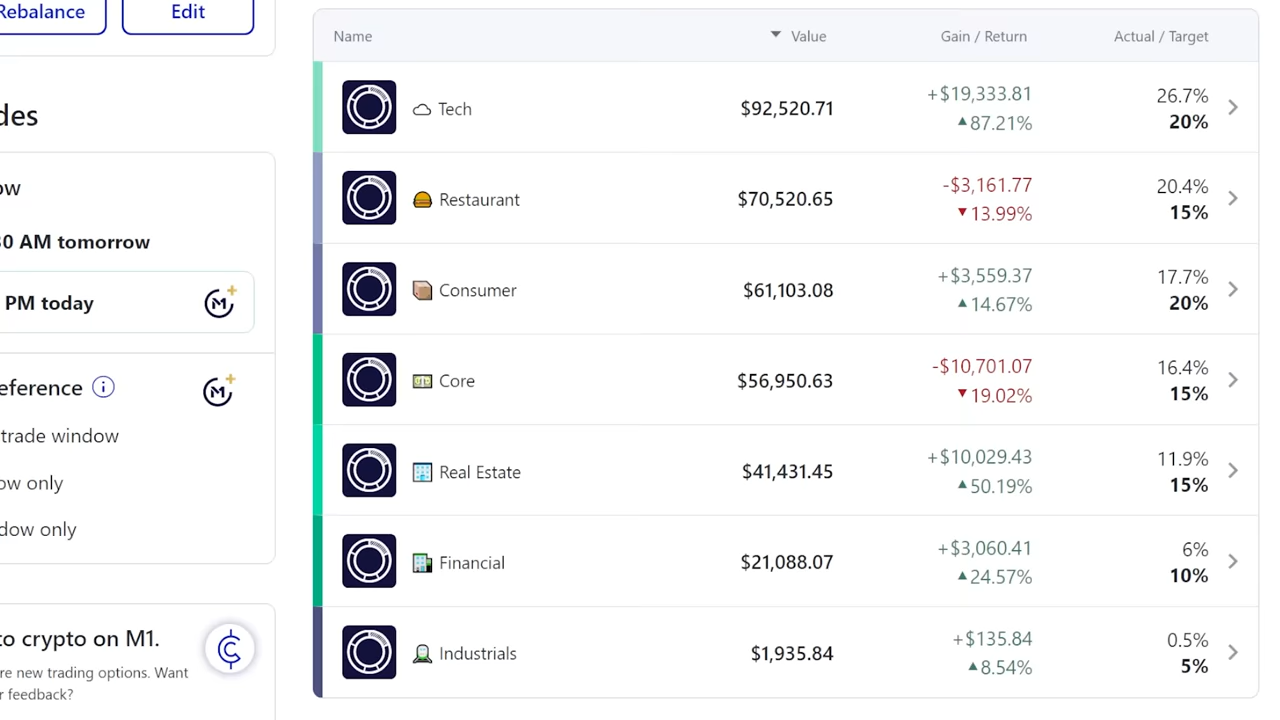 Rebalance
Edit
des
ow
30 AM tomorrow
PM today
M+
eference i
M+
trade window
ow only
dow only
to crypto on M1.
re new trading options. Want
r feedback?
Name Value Gain / Return Actual / Target
Tech $92,520.71 +$19,333.81 26.7%
87.21% 20%
Restaurant $70,520.65 -$3,161.77 20.4%
13.99% 15%
Consumer $61,103.08 +$3,559.37 17.7%
14.67% 20%
Core $56,950.63 -$10,701.07 16.4%
19.02% 15%
Real Estate $41,431.45 +$10,029.43 11.9%
50.19% 15%
Financial $21,088.07 +$3,060.41 6%
24.57% 10%
Industrials $1,935.84 +$135.84 0.5%
8.54% 5%